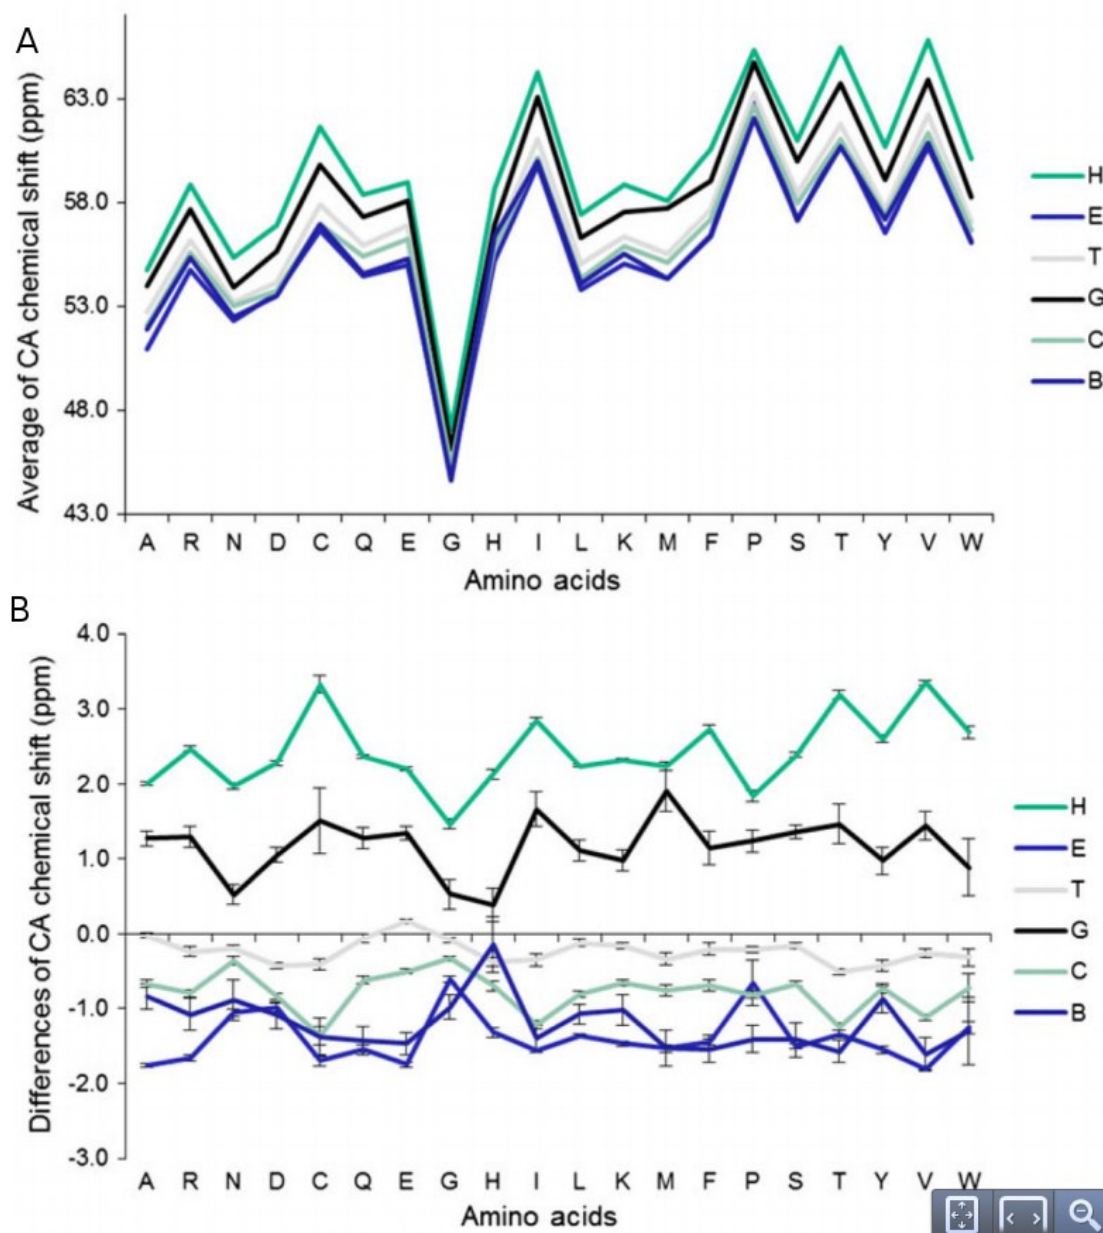 A
Average of CA chemical shift (ppm)
63.0
58.0
53.0
48.0
43.0
A R N D C Q E G H I L K M F P S T Y V W
Amino acids
H
E
T
G
C
B
B
Differences of CA chemical shift (ppm)
4.0
3.0
2.0
1.0
0.0
-1.0
-2.0
-3.0
A R N D C Q E G H I L K M F P S T Y V W
Amino acids
H
E
T
G
C
B